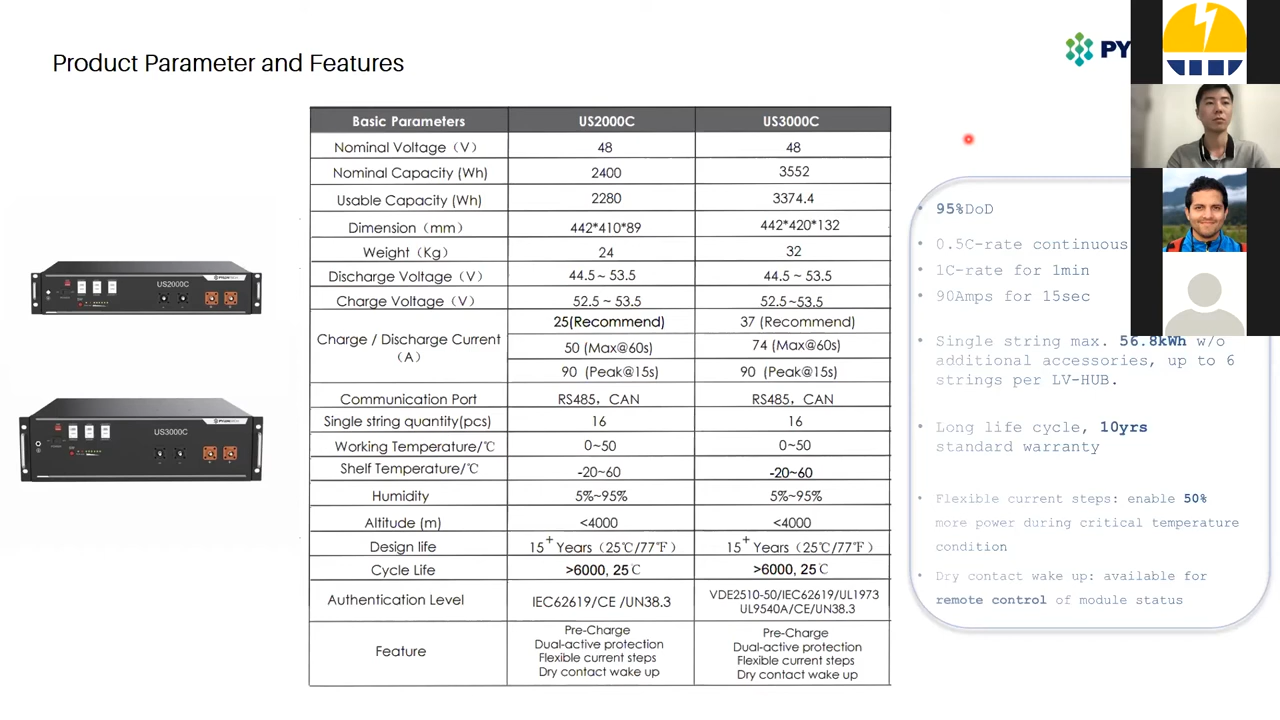 Product Parameter and Features
PY
Basic Parameters US2000C US3000C
Nominal Voltage（V） 48 48
Nominal Capacity (Wh) 2400 3552
Usable Capacity (Wh) 2280 3374.4
Dimension（mm） 442*410*89 442*420*132
Weight（Kg） 24 32
Discharge Voltage（V） 44.5～53.5 44.5～53.5
Charge Voltage（V） 52.5～53.5 52.5~53.5
Charge / Discharge Current（A） 25(Recommend) 37 (Recommend)
50 (Max@60s) 74 (Max@60s)
90 (Peak@15s) 90 (Peak@15s)
Communication Port RS485，CAN RS485，CAN
Single string quantity(pcs) 16 16
Working Temperature/℃ 0~50 0~50
Shelf Temperature/℃ -20~60 -20~60
Humidity 5%~95% 5%~95%
Altitude (m) <4000 <4000
Design life 15+ Years（25℃/77℉） 15+ Years（25℃/77℉）
Cycle Life >6000, 25℃ >6000, 25℃
Authentication Level IEC62619/CE /UN38.3 VDE2510-50/IEC62619/UL1973
UL9540A/CE/UN38.3
Feature Pre-Charge Pre-Charge
Dual-active protection Dual-active protection
Flexible current steps Flexible current steps
Dry contact wake up Dry contact wake up
US2000C
US3000C
• 95%DoD
• 0.5C-rate continuous
• 1C-rate for 1min
• 90Amps for 15sec
• Single string max. 56.8kWh w/o
additional accessories, up to 6
strings per LV-HUB.
• Long life cycle, 10yrs
standard warranty
• Flexible current steps: enable 50%
more power during critical temperature
condition
• Dry contact wake up: available for
remote control of module status